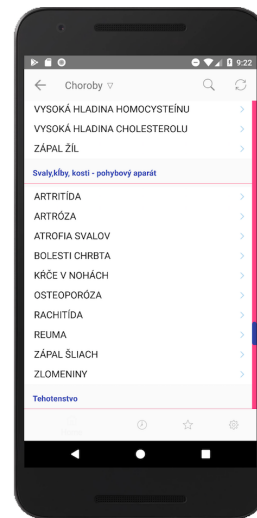 9:22
Choroby
VYSOKÁ HLADINA HOMOCYSTEÍNU
VYSOKÁ HLADINA CHOLESTEROLU
ZÁPAL ŽÍL
Svaly,kĺby, kosti - pohybový aparát
ARTRITÍDA
ARTRÓZA
ATROFIA SVALOV
BOLESTI CHRBTA
KŔČE V NOHÁCH
OSTEOPORÓZA
RACHITÍDA
REUMA
ZÁPAL ŠLIACH
ZLOMENINY
Tehotenstvo